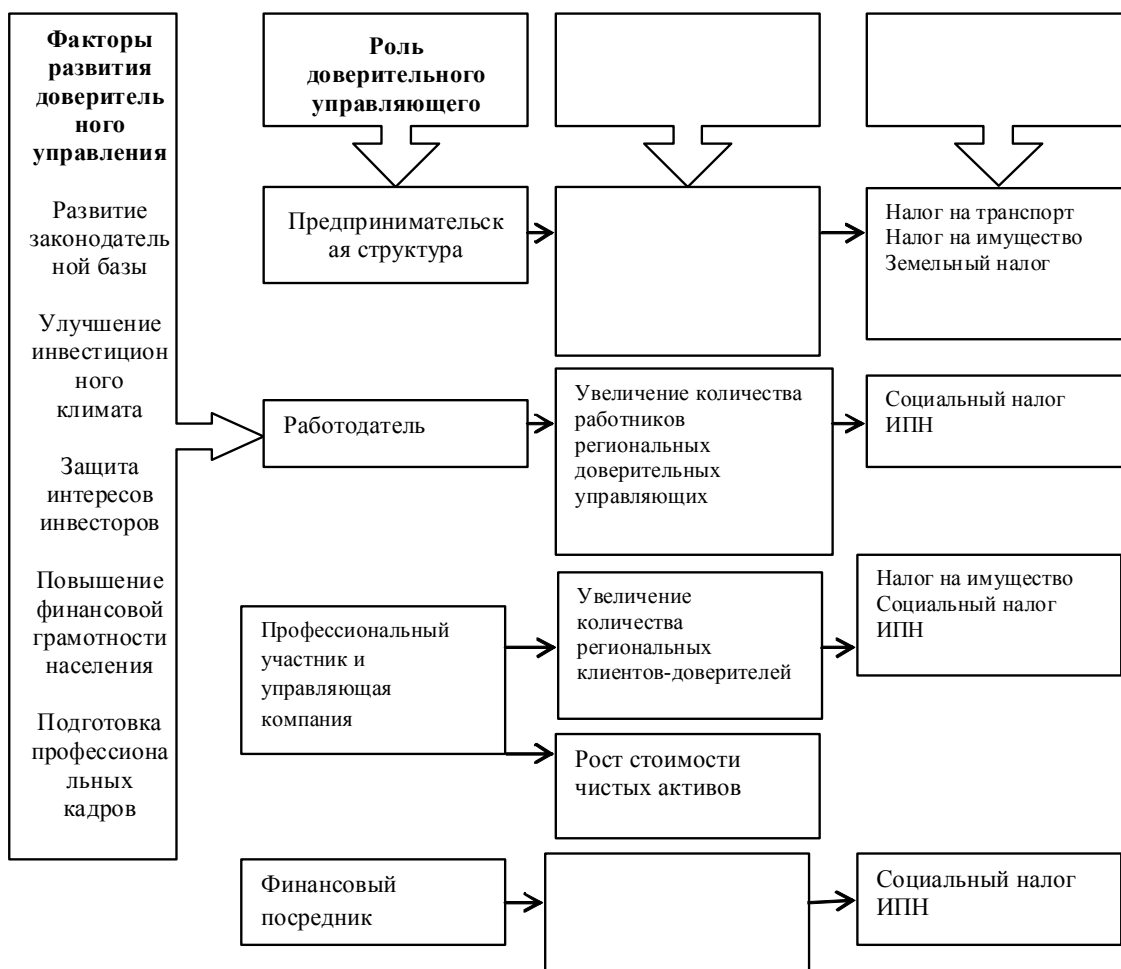 Факторы
развития
доверитель
ного
управления
Развитие
законодатель
ной базы
Улучшение
инвестицион
ного
климата
Защита
интересов
инвесторов
Повышение
финансовой
грамотности
населения
Подготовка
профессиона
льных
кадров
Роль
доверительного
управляющего
Предпринимательск
ая структура
Налог на транспорт
Налог на имущество
Земельный налог
Работодатель
Увеличение количества
работников
региональных
доверительных
управляющих
Социальный налог
ИПН
Профессиональный
участник и
управляющая
компания
Увеличение
количества
региональных
клиентов-доверителей
Налог на имущество
Социальный налог
ИПН
Рост стоимости
чистых активов
Финансовый
посредник
Социальный налог
ИПН